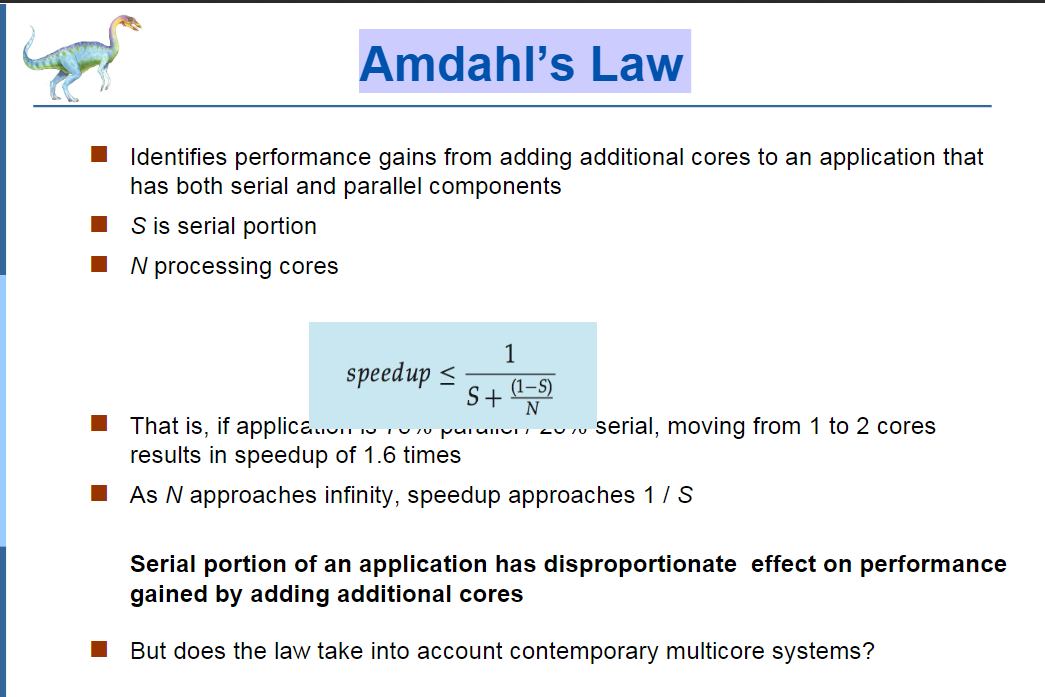 Amdahl's Law
Identifies performance gains from adding additional cores to an application that
has both serial and parallel components
S is serial portion
N processing cores
1
speedup ≤
S + (1−S)
N
That is, if application serial, moving from 1 to 2 cores
results in speedup of 1.6 times
As N approaches infinity, speedup approaches 1 / S
Serial portion of an application has disproportionate effect on performance
gained by adding additional cores
But does the law take into account contemporary multicore systems?